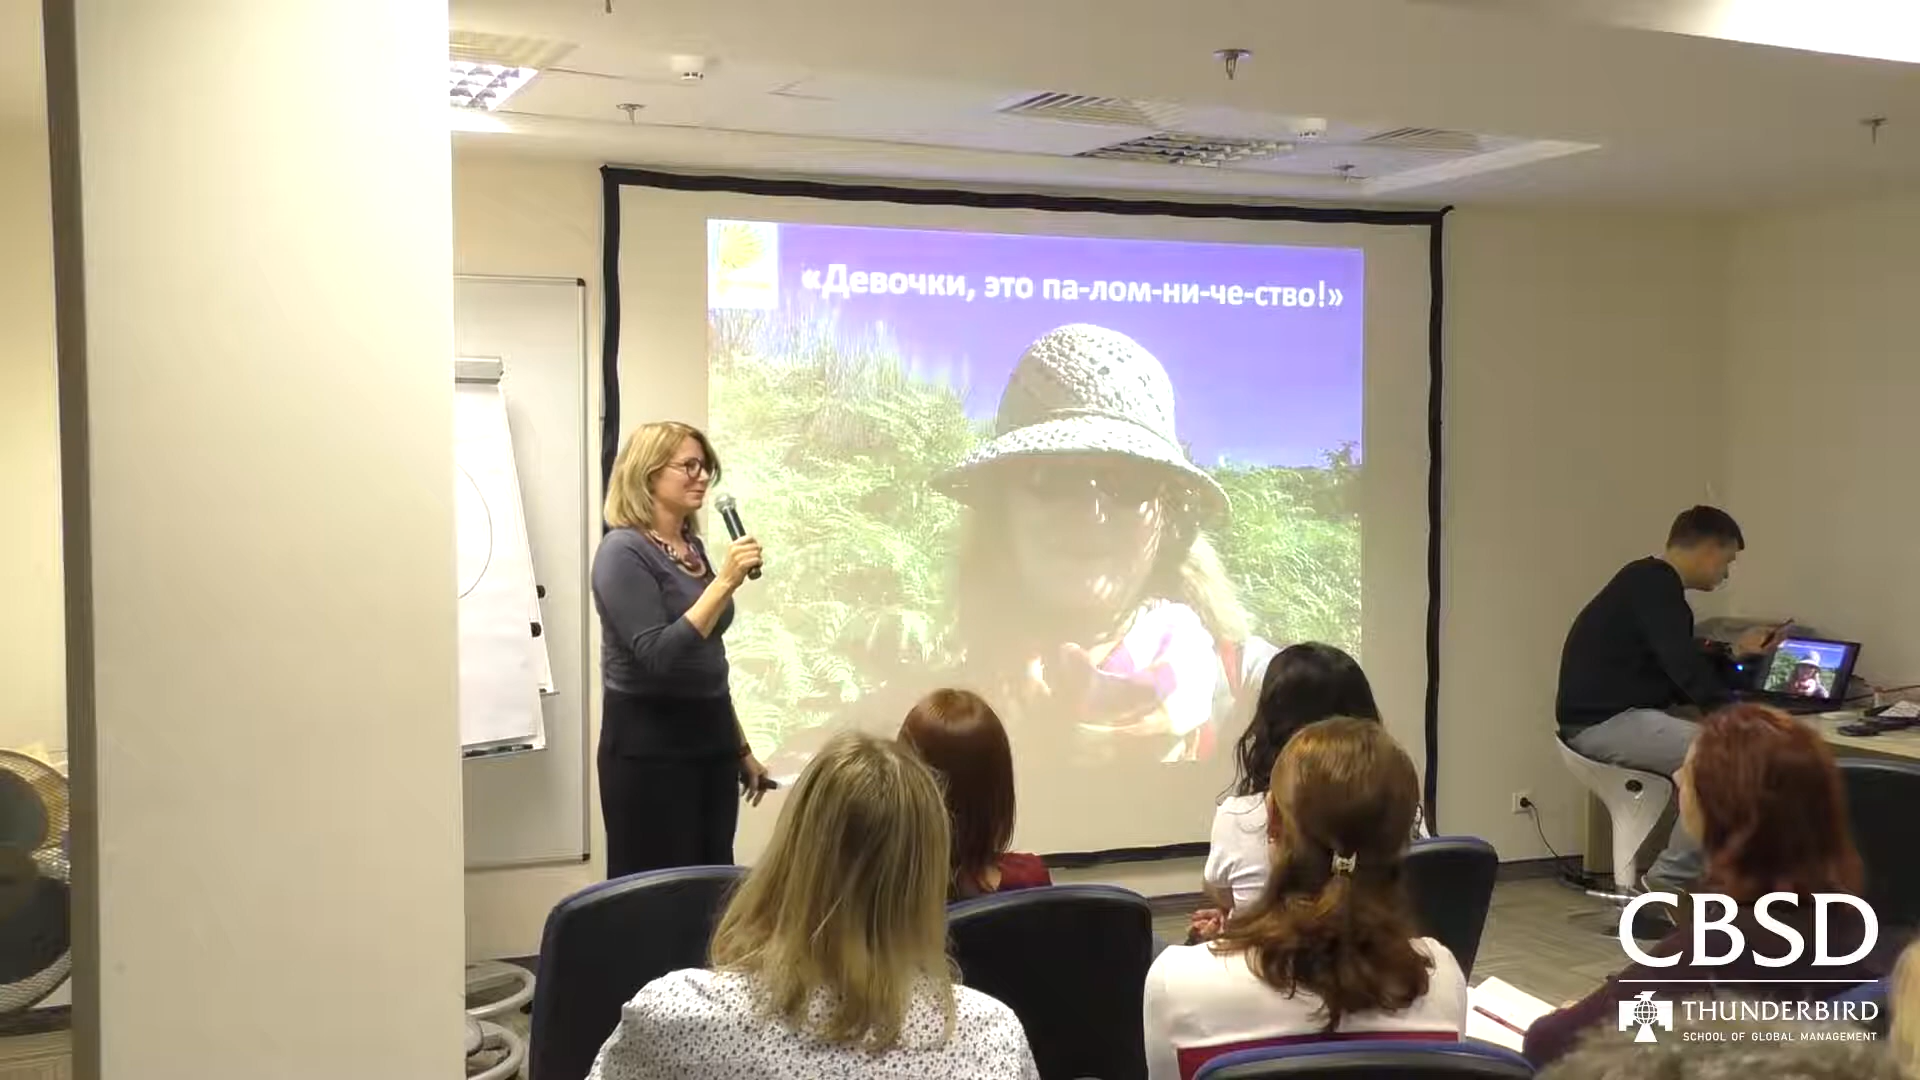 «Девочки, это па-лом-ни-че-ство!»
CBSD
THUNDERBIRD
SCHOOL OF GLOBAL MANAGEMENT